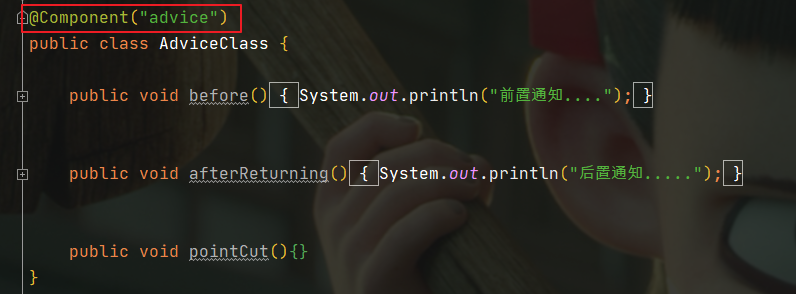 @Component("advice")
public class AdviceClass {
public void before() { System.out.println("前置通知...."); }
public void afterReturning() { System.out.println("后置通知....."); }
public void pointCut(){}
}